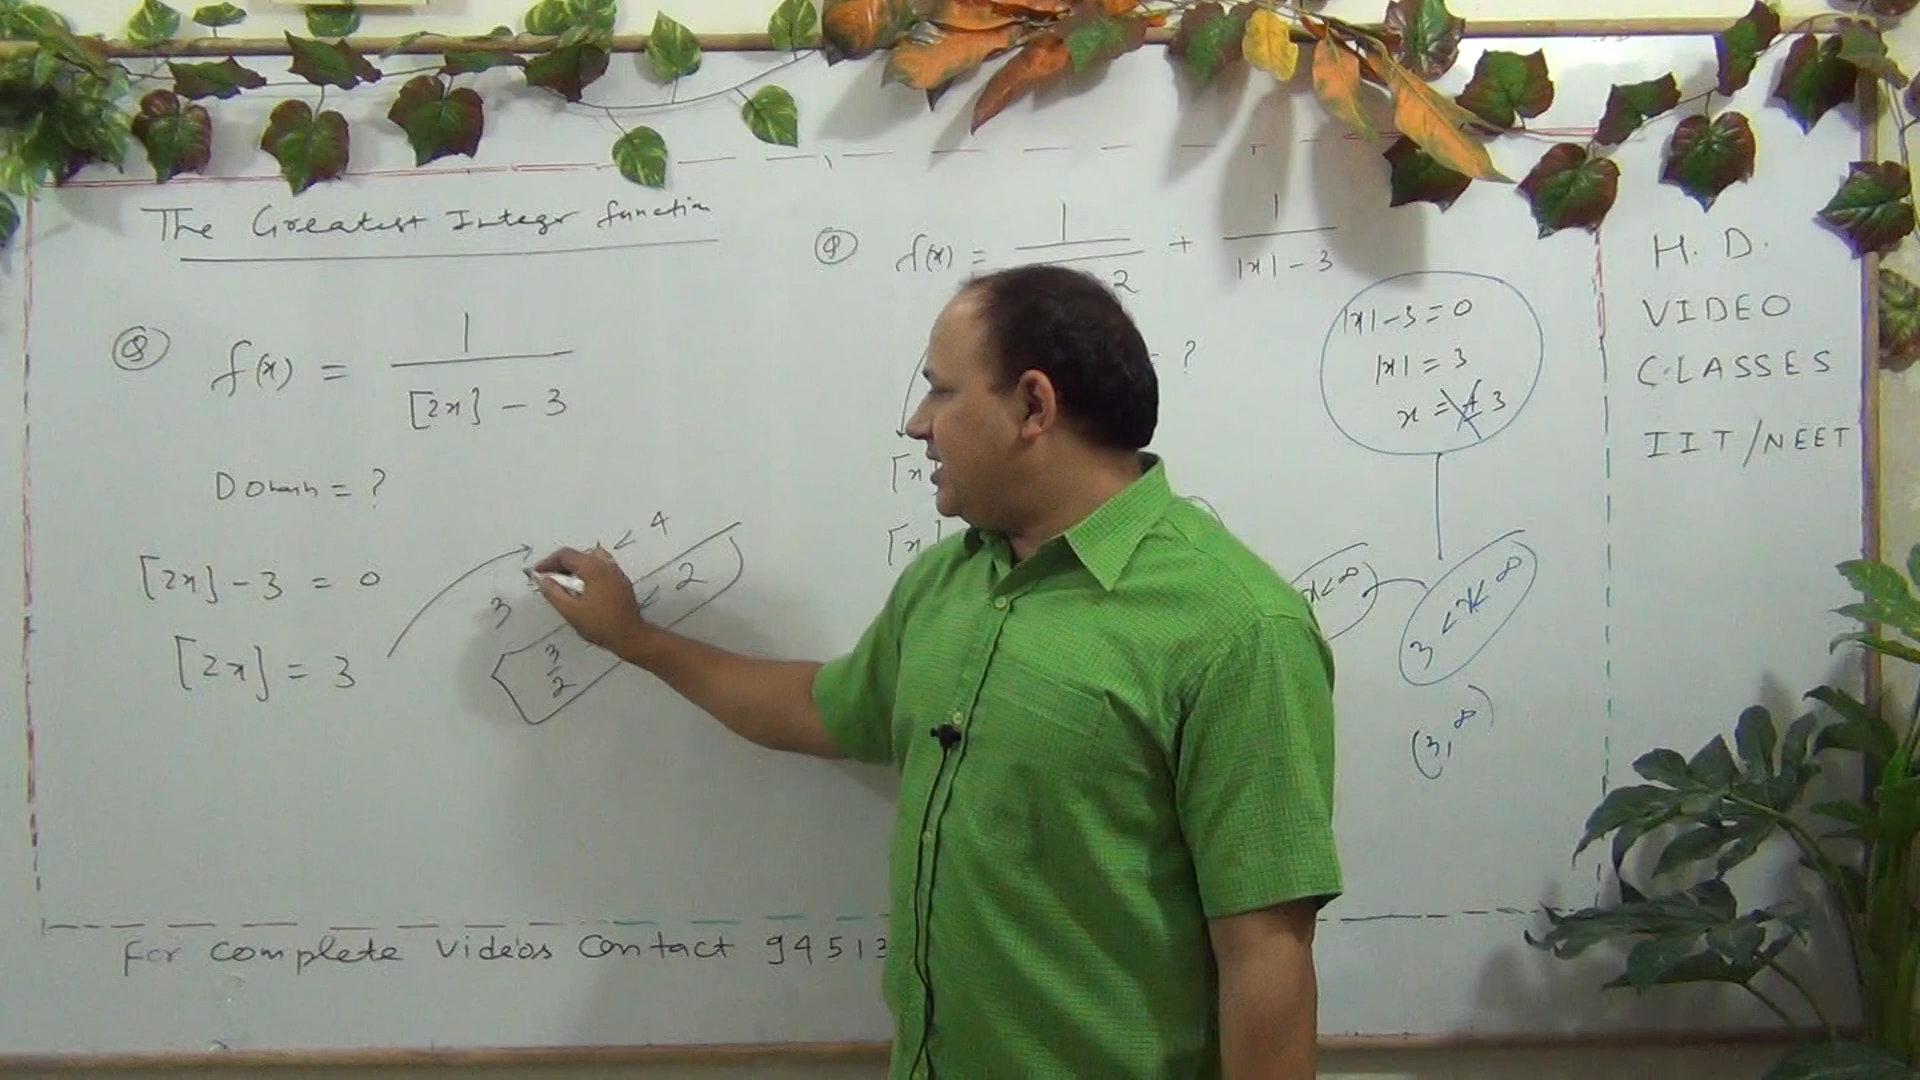 The Greatest Integr function
Q f(x) = 1 / [2x] - 3
Domain = ?
[2x] - 3 = 0
[2x] = 3
3 < 4
3/2 < 2
Q f(x) = 1 / 2 + 1 / |x| - 3
= ?
[x]
[x]
|x| - 3 = 0
|x| = 3
x = ± 3
x < ∞
3 < x < ∞
(3, ∞)
H. D.
VIDEO
CLASSES
IIT/NEET
For complete Videos Contact 94513